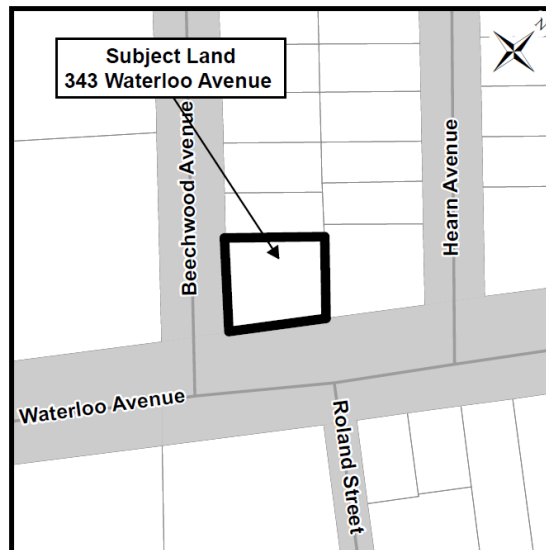 N
Subject Land
343 Waterloo Avenue
Beechwood Avenue
Hearn Avenue
Waterloo Avenue
Roland Street